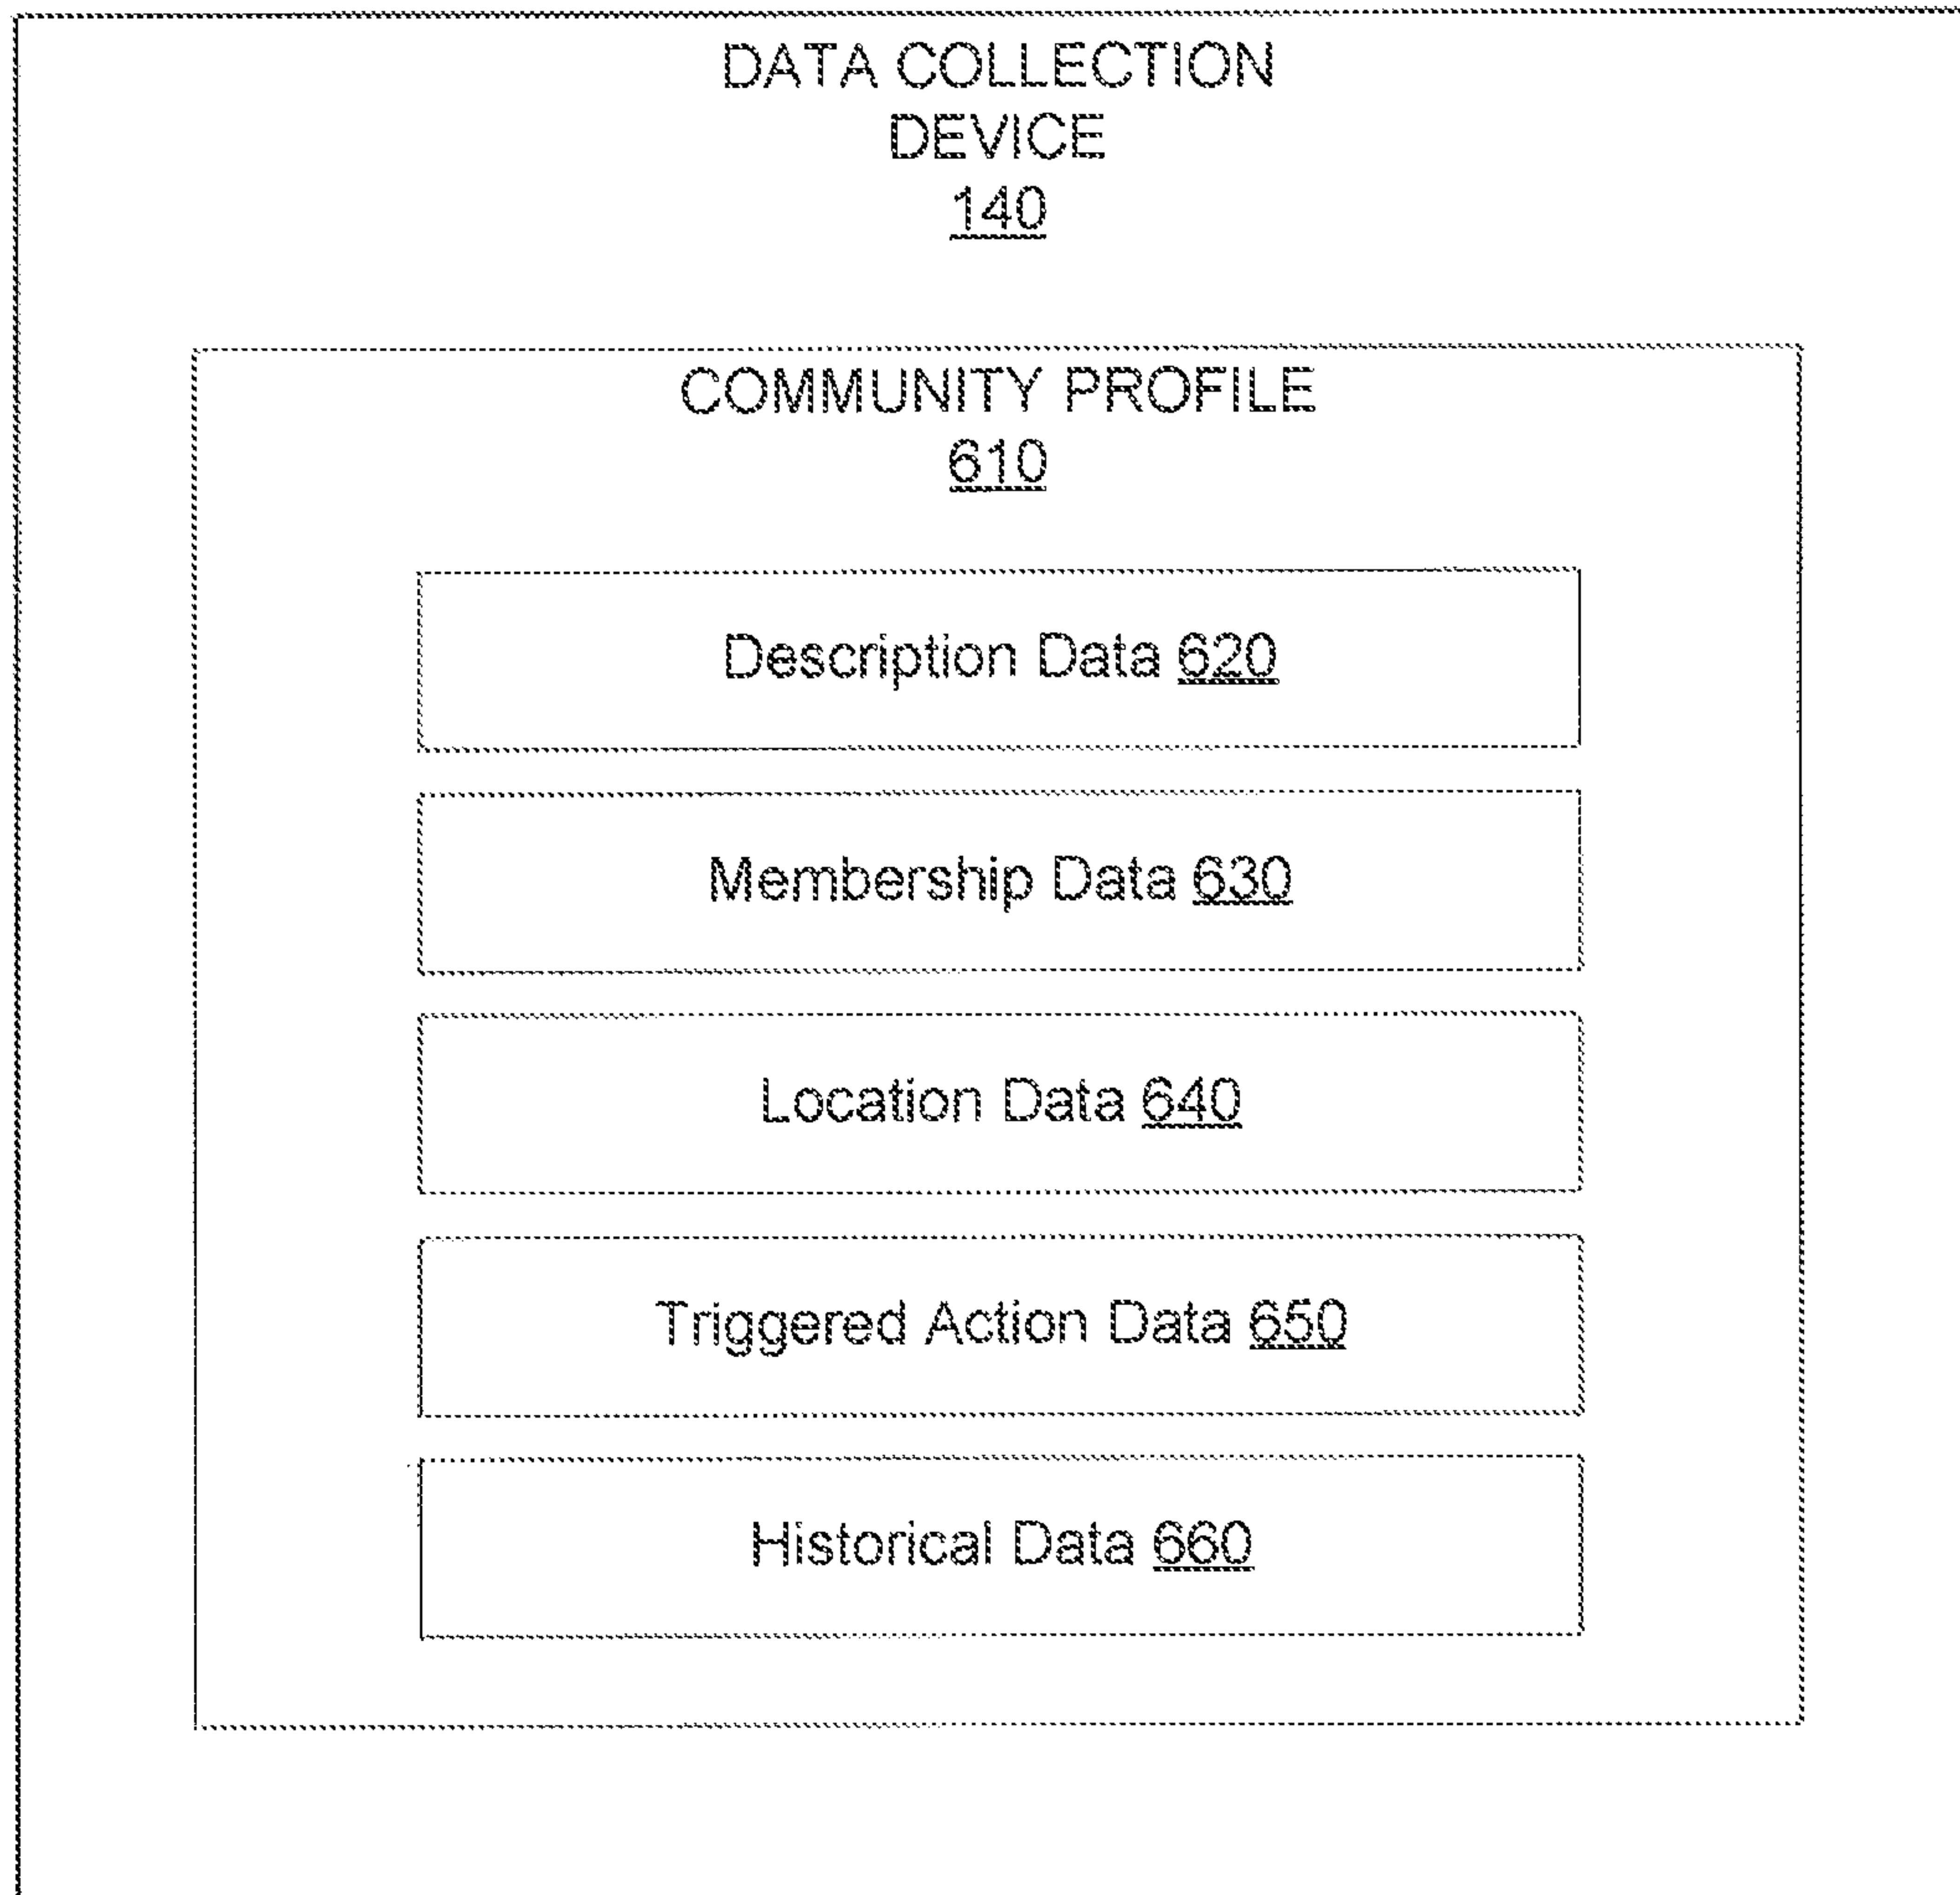 DATA COLLECTION
DEVICE
140
COMMUNITY PROFILE
610
Description Data 620
Membership Data 630
Location Data 640
Triggered Action Data 650
Historical Data 660